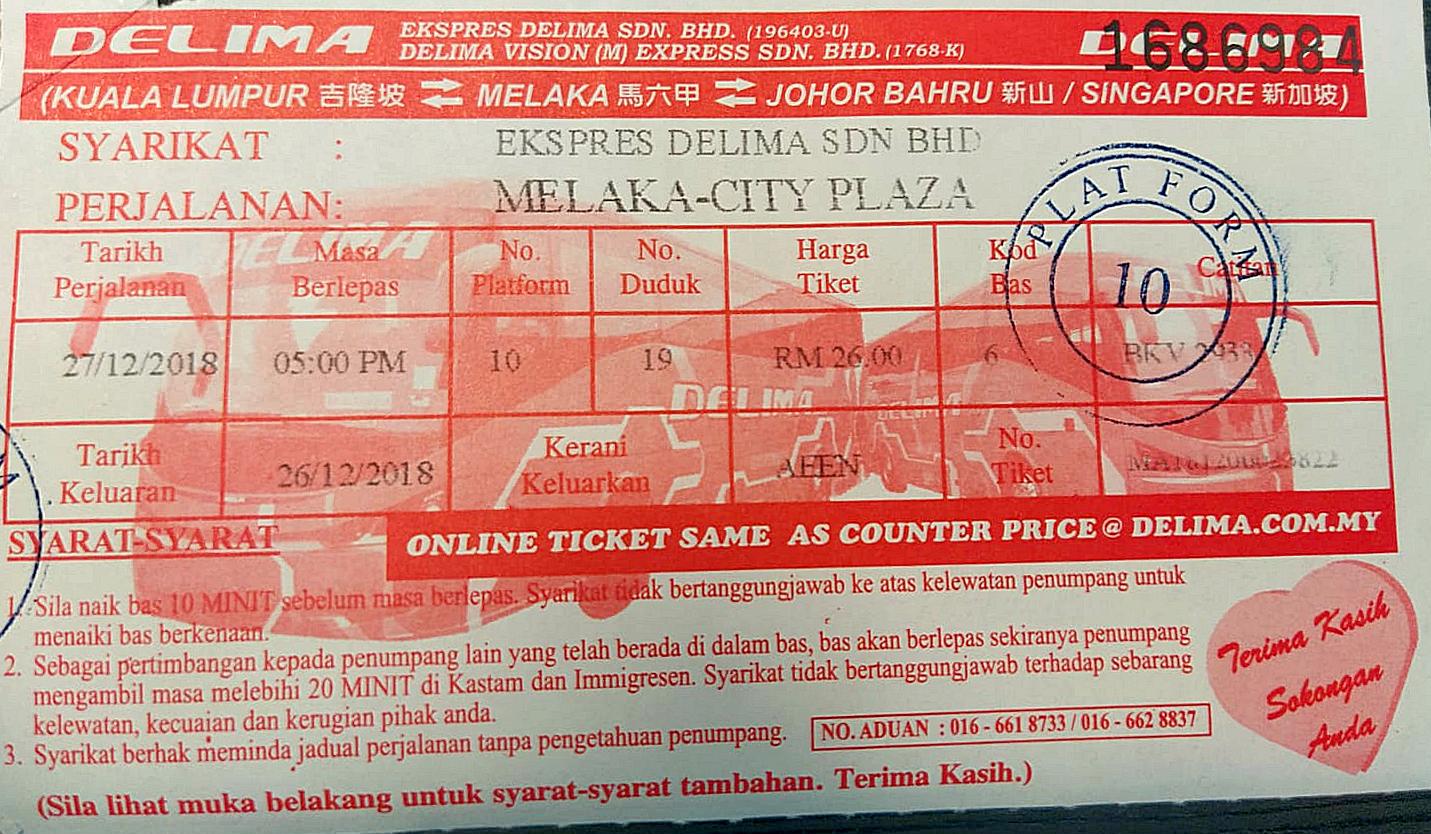 DELIMA EKSPRES DELIMA SDN. BHD. (196403-U)
DELIMA VISION (M) EXPRESS SDN. BHD. (1768-K)
1686984
(KUALA LUMPUR 吉隆坡 ⇄ MELAKA 馬六甲 ⇄ JOHOR BAHRU 新山 / SINGAPORE 新加坡)
SYARIKAT : EKSPRES DELIMA SDN BHD
PERJALANAN: MELAKA-CITY PLAZA
PLAT FORM
10
Tarikh Perjalanan
Masa Berlepas
No. Platform
No. Duduk
Harga Tiket
Kod Bas
Catitan
27/12/2018 05:00 PM 10 19 RM 26.00 6 BKV 2933
Tarikh Keluaran 26/12/2018
Kerani Keluarkan
No. Tiket
DELIMA
DELIMA
DELIMA
SYARAT-SYARAT
ONLINE TICKET SAME AS COUNTER PRICE @ DELIMA.COM.MY
1. Sila naik bas 10 MINIT sebelum masa berlepas. Syarikat tidak bertanggungjawab ke atas kelewatan penumpang untuk
menaiki bas berkenaan.
2. Sebagai pertimbangan kepada penumpang lain yang telah berada di dalam bas, bas akan berlepas sekiranya penumpang
mengambil masa melebihi 20 MINIT di Kastam dan Immigresen. Syarikat tidak bertanggungjawab terhadap sebarang
kelewatan, kecuaian dan kerugian pihak anda.
3. Syarikat berhak meminda jadual perjalanan tanpa pengetahuan penumpang.
NO. ADUAN : 016 - 661 8733 / 016 - 662 8837
(Sila lihat muka belakang untuk syarat-syarat tambahan. Terima Kasih.)
Terima Kasih
Sokongan
Anda